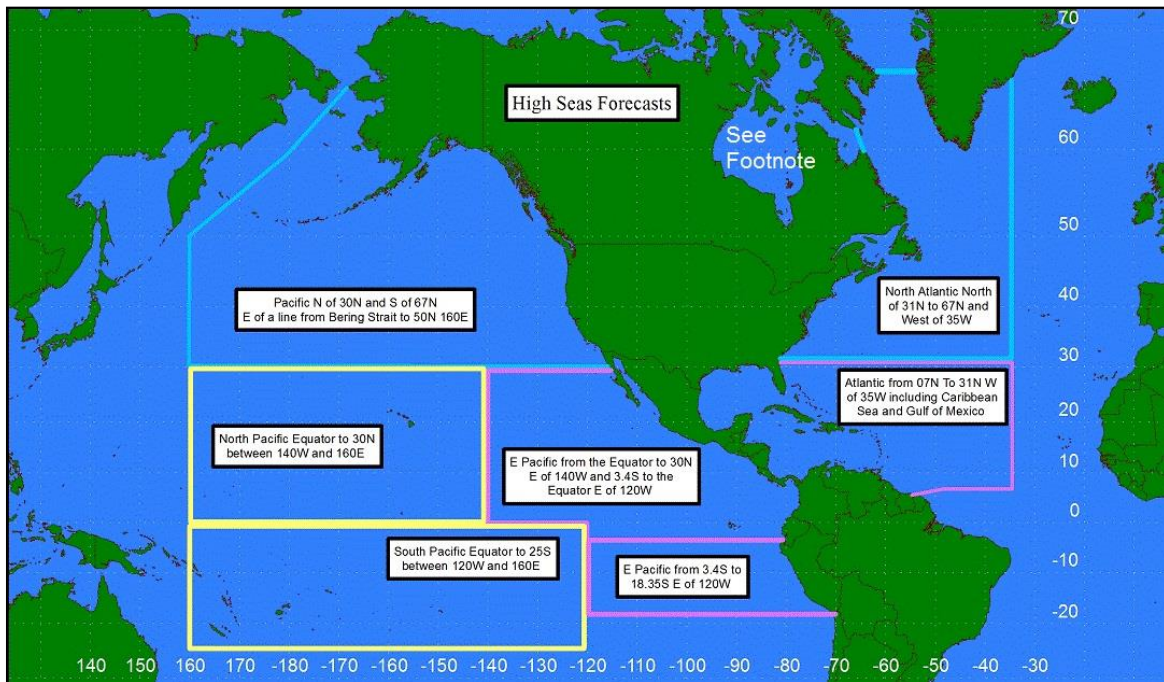 70
High Seas Forecasts
See
Footnote
60
50
Pacific N of 30N and S of 67N
E of a line from Bering Strait to 50N 160E
North Atlantic North
of 31N to 67N and
West of 35W
40
30
Atlantic from 07N To 31N W
of 35W including Caribbean
Sea and Gulf of Mexico
20
North Pacific Equator to 30N
between 140W and 160E
E Pacific from the Equator to 30N
E of 140W and 3.4S to the
Equator E of 120W
10
0
South Pacific Equator to 25S
between 120W and 160E
E Pacific from 3.4S to
18.35S E of 120W
-10
-20
140 150 160 170 -180 -170 -160 -150 -140 -130 -120 -110 -100 -90 -80 -70 -60 -50 -40 -30